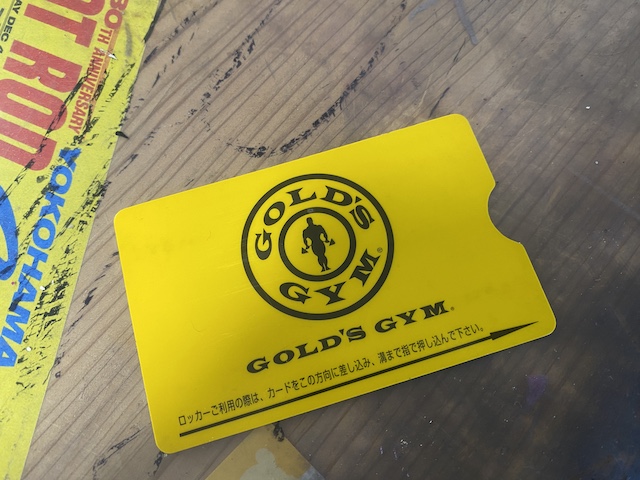 30TH ANNIVERSARY
YOKOHAMA
GOLD'S
GYM®
GOLD'S GYM®
ロッカーご利用の際は、カードをこの方向に差し込み、溝まで指で押し込んで下さい。